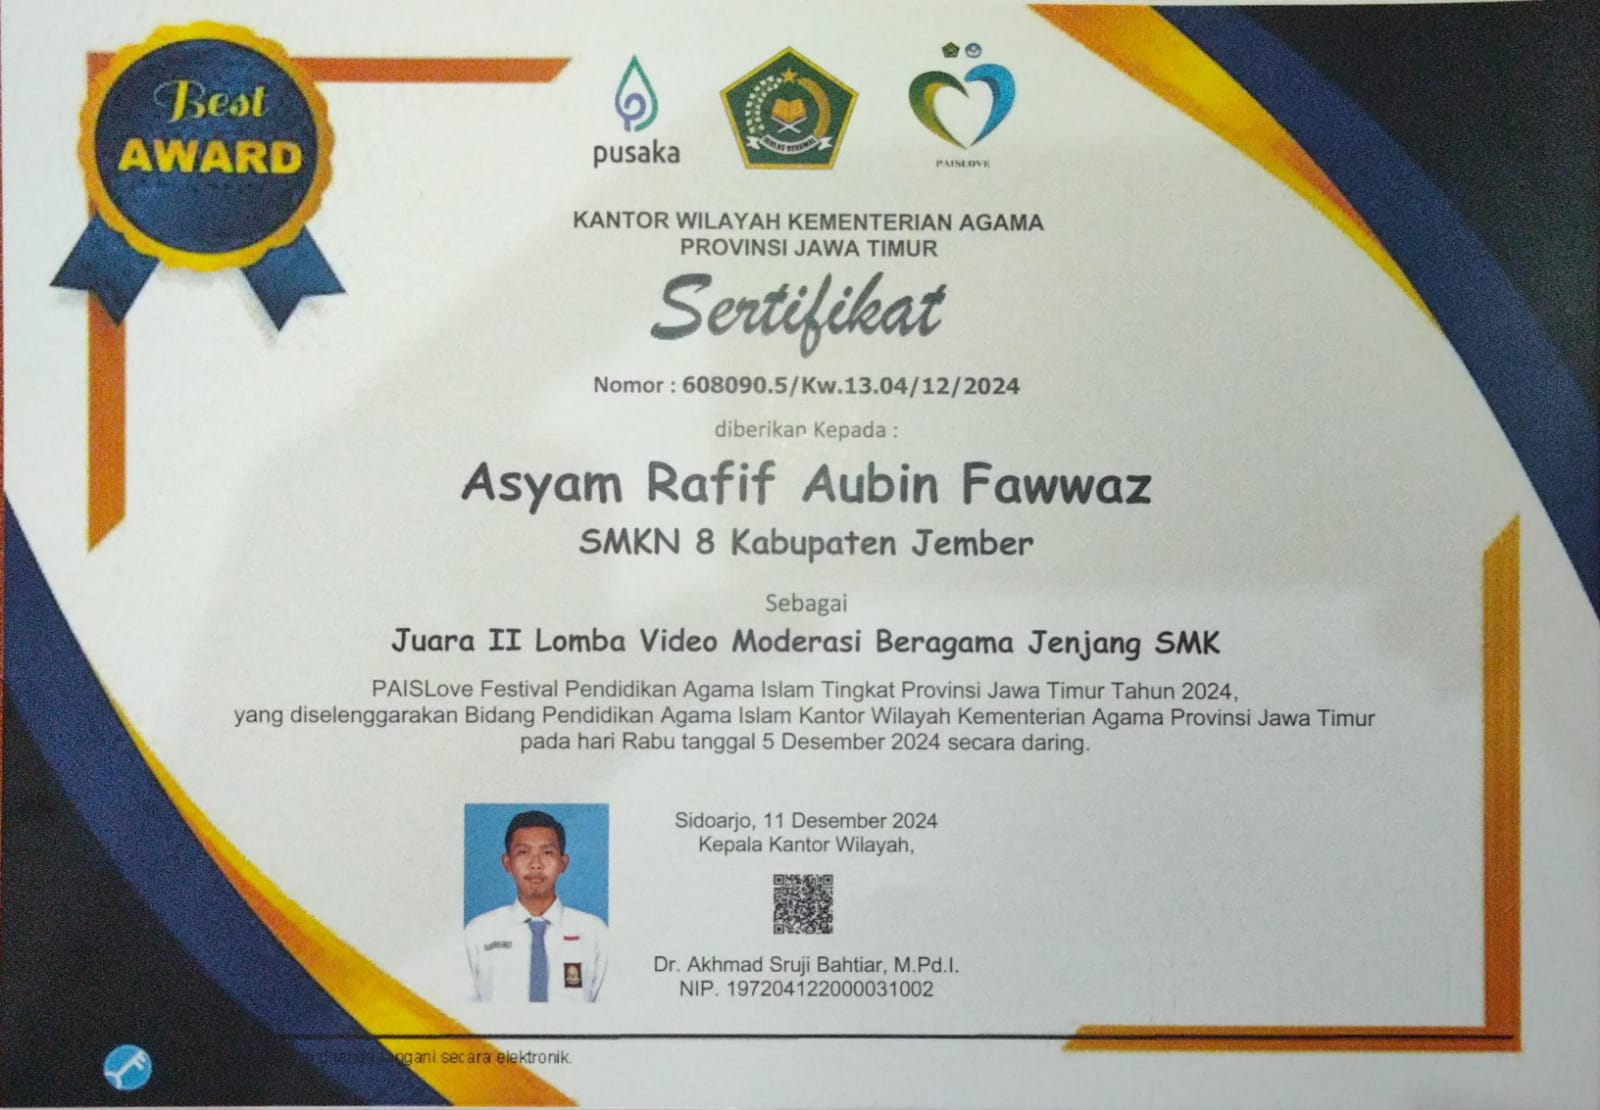 Best
AWARD
pusaka
IKHLAS BERAMAL
PAISLOVE
KANTOR WILAYAH KEMENTERIAN AGAMA
PROVINSI JAWA TIMUR
Sertifikat
Nomor : 608090.5/Kw.13.04/12/2024
diberikan Kepada :
Asyam Rafif Aubin Fawwaz
SMKN 8 Kabupaten Jember
Sebagai
Juara II Lomba Video Moderasi Beragama Jenjang SMK
PAISLove Festival Pendidikan Agama Islam Tingkat Provinsi Jawa Timur Tahun 2024,
yang diselenggarakan Bidang Pendidikan Agama Islam Kantor Wilayah Kementerian Agama Provinsi Jawa Timur
pada hari Rabu tanggal 5 Desember 2024 secara daring.
Sidoarjo, 11 Desember 2024
Kepala Kantor Wilayah,
Dr. Akhmad Sruji Bahtiar, M.Pd.I.
NIP. 197204122000031002
secara elektronik.